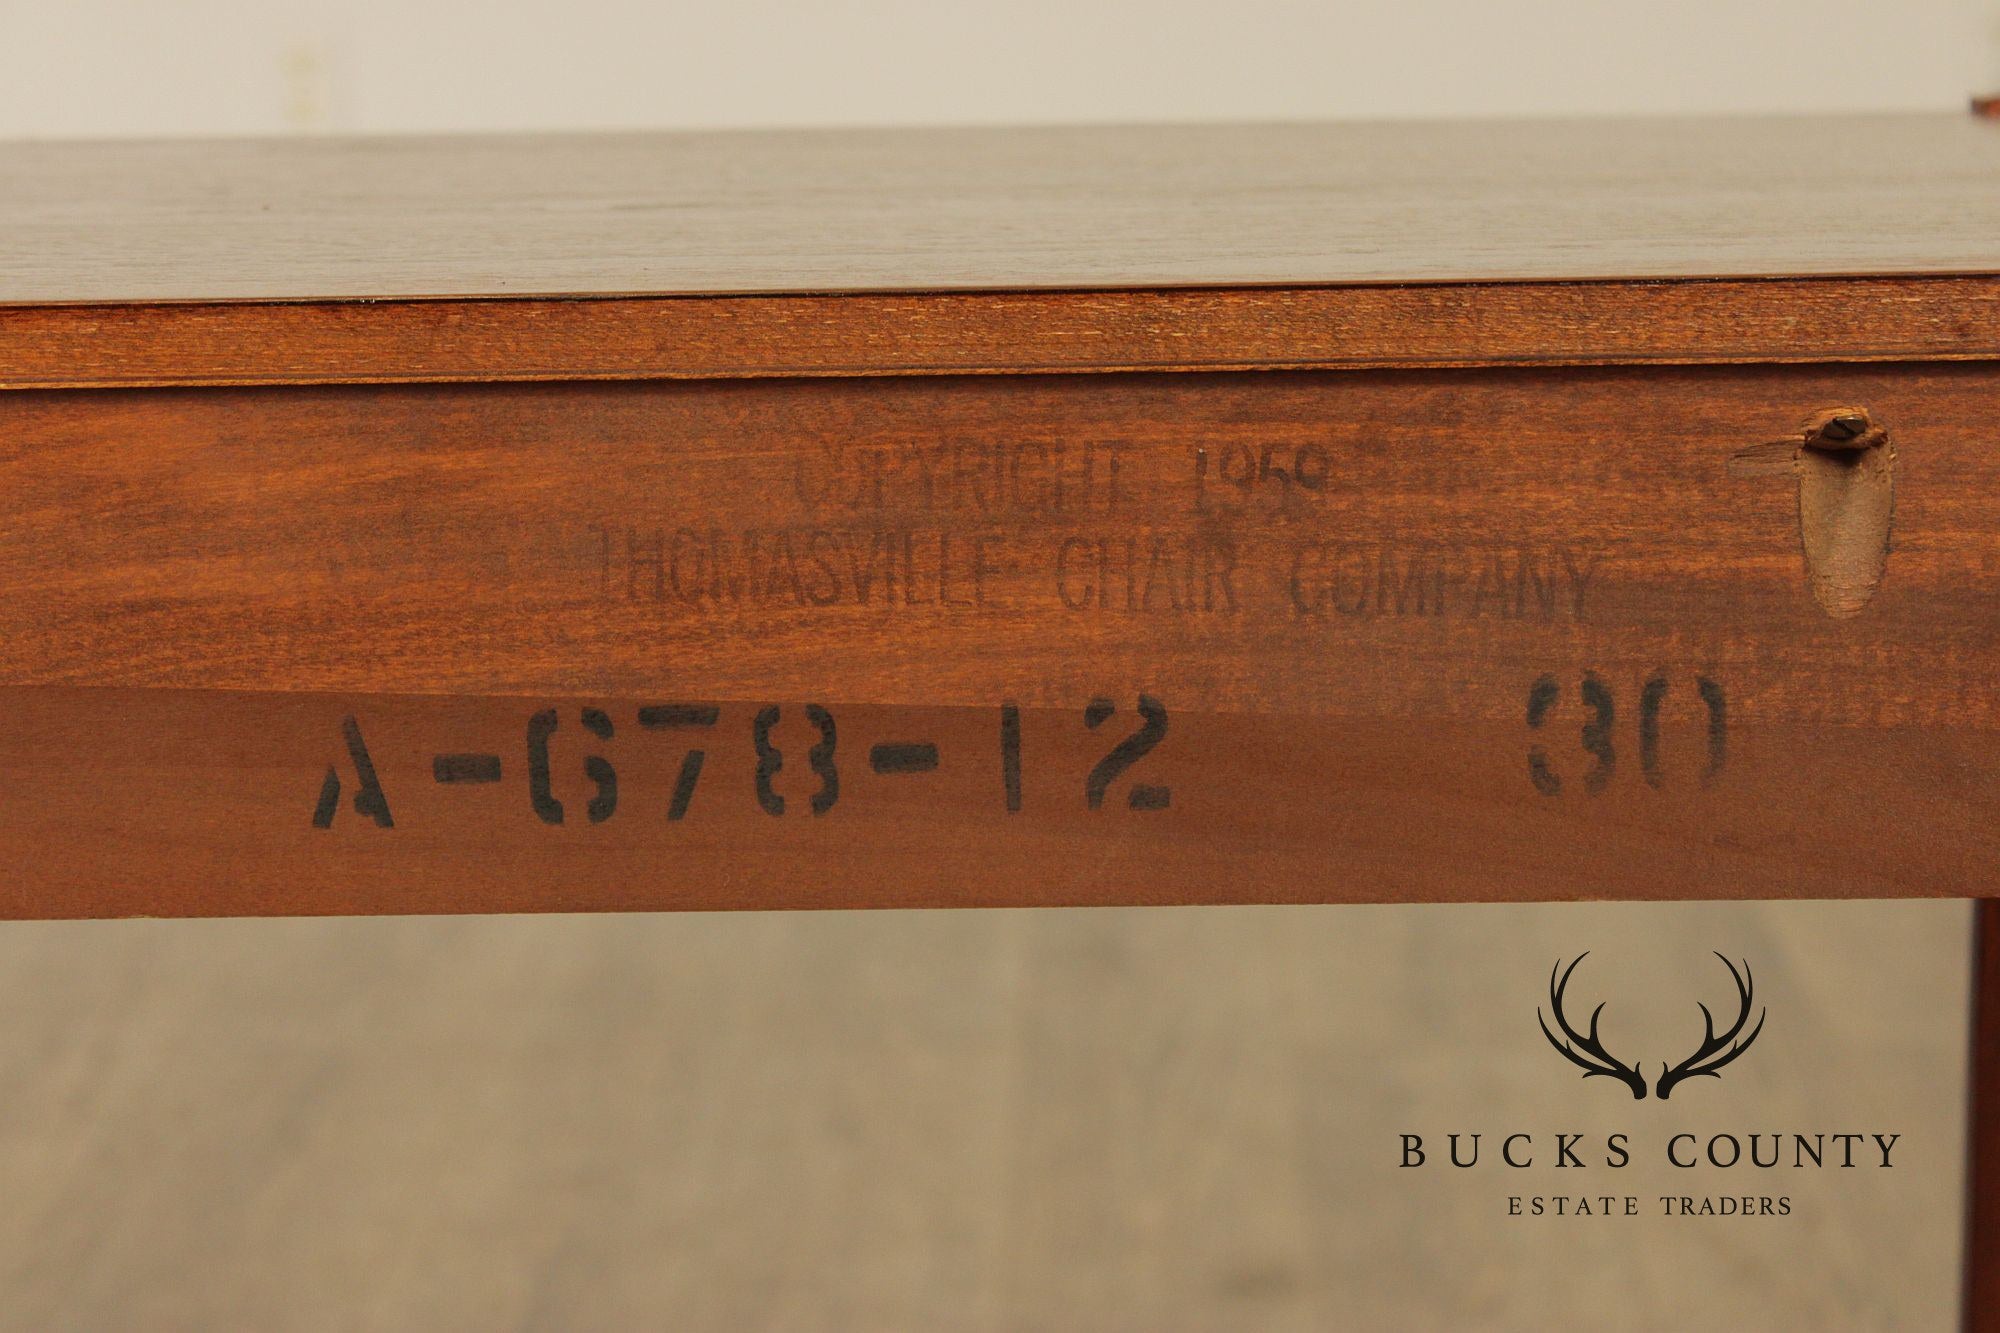 COPYRIGHT 1959
THOMASVILLE CHAIR COMPANY
A-678-12 30
BUCKS COUNTY
ESTATE TRADERS